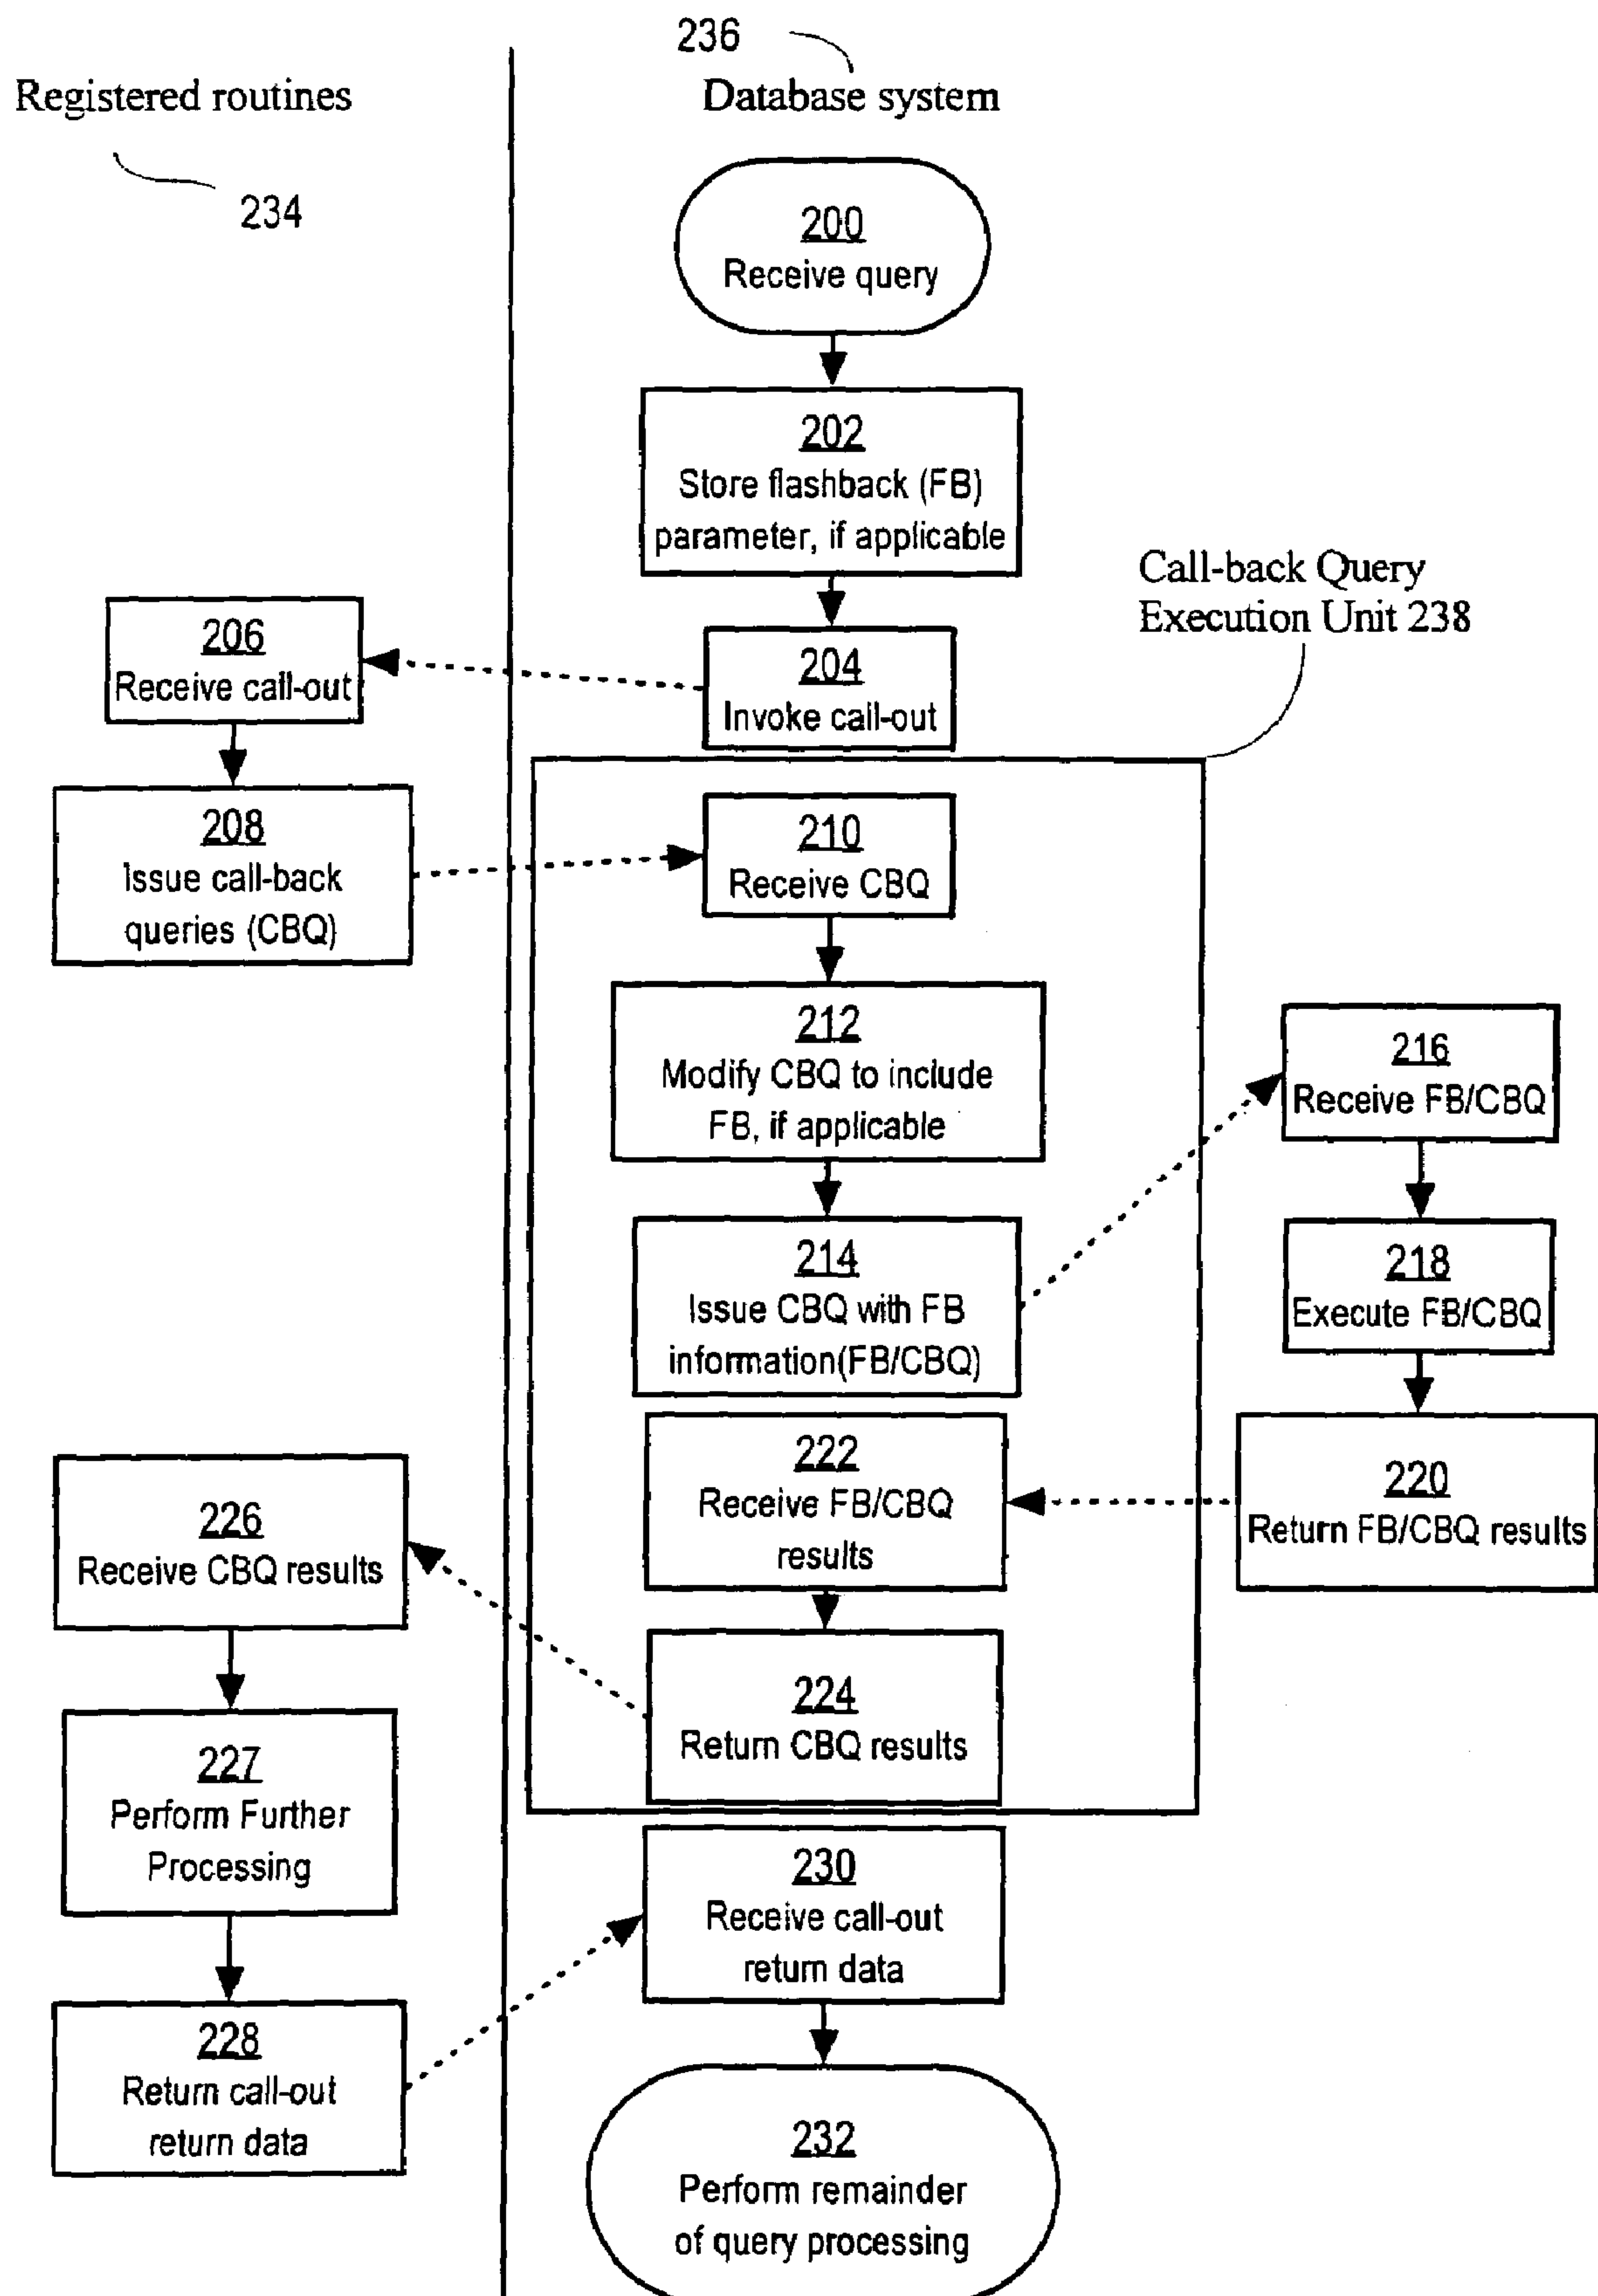 236
Registered routines
Database system
234
200
Receive query
202
Store flashback (FB)
parameter, if applicable
Call-back Query
Execution Unit 238
206
Receive call-out
204
Invoke call-out
208
Issue call-back
queries (CBQ)
210
Receive CBQ
212
Modify CBQ to include
FB, if applicable
216
Receive FB/CBQ
214
Issue CBQ with FB
information(FB/CBQ)
218
Execute FB/CBQ
222
Receive FB/CBQ
results
220
Return FB/CBQ results
226
Receive CBQ results
224
Return CBQ results
227
Perform Further
Processing
230
Receive call-out
return data
228
Return call-out
return data
232
Perform remainder
of query processing